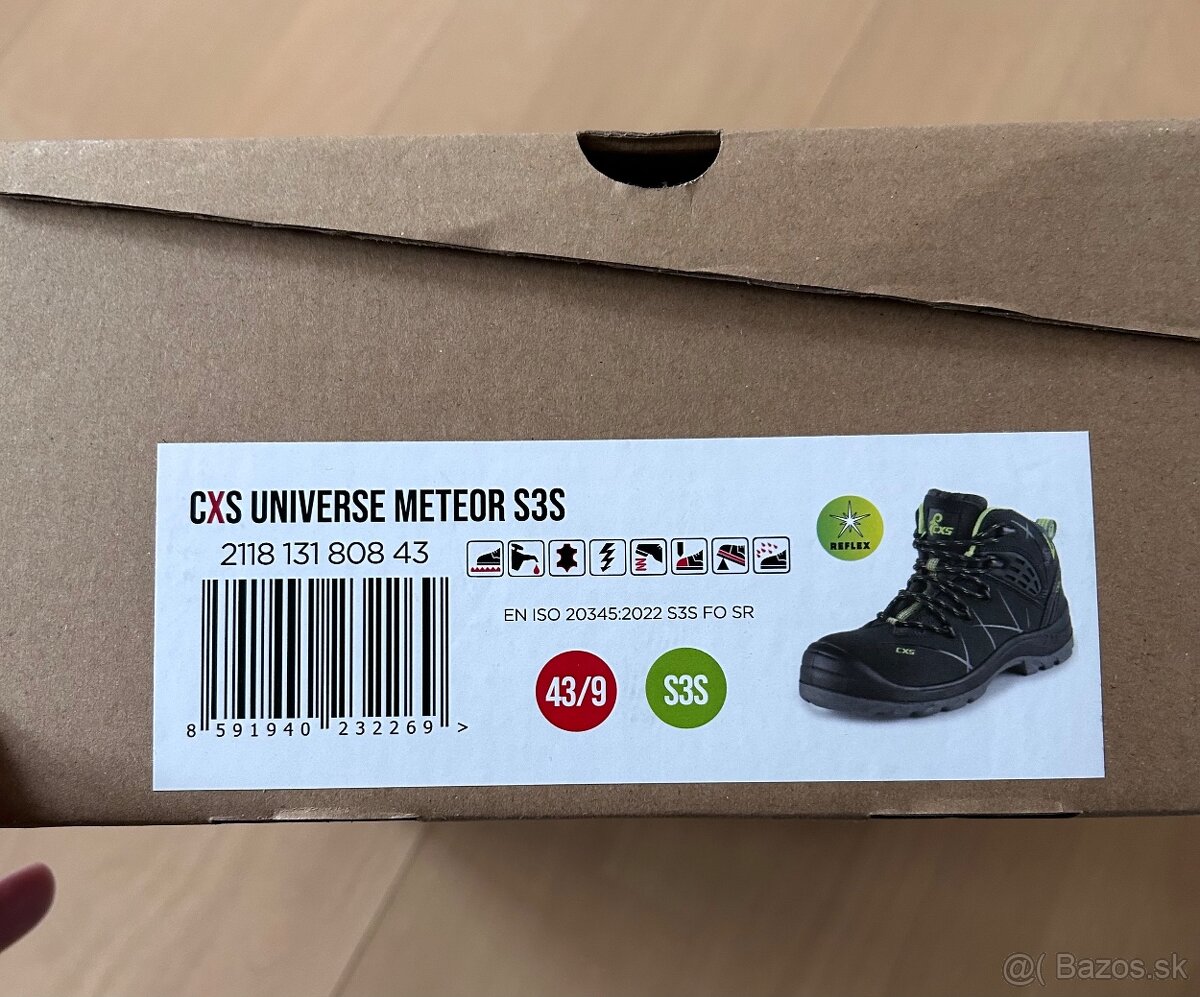 CXS UNIVERSE METEOR S3S
2118 131 808 43
EN ISO 20345:2022 S3S FO SR
43/9
S3S
8 591940 232269 >
REFLEX
CXS
CXS
@( Bazos.sk